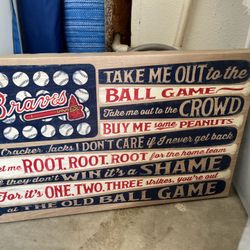 Braves
TAKE ME OUT to the
BALL GAME
Take me out to the CROWD
BUY ME some PEANUTS
Cracker Jacks I DON'T CARE if I never get back
me ROOT, ROOT, ROOT for the home team
they don't WIN it's a SHAME
For it's ONE, TWO, THREE strikes, you're out
at THE OLD BALL GAME